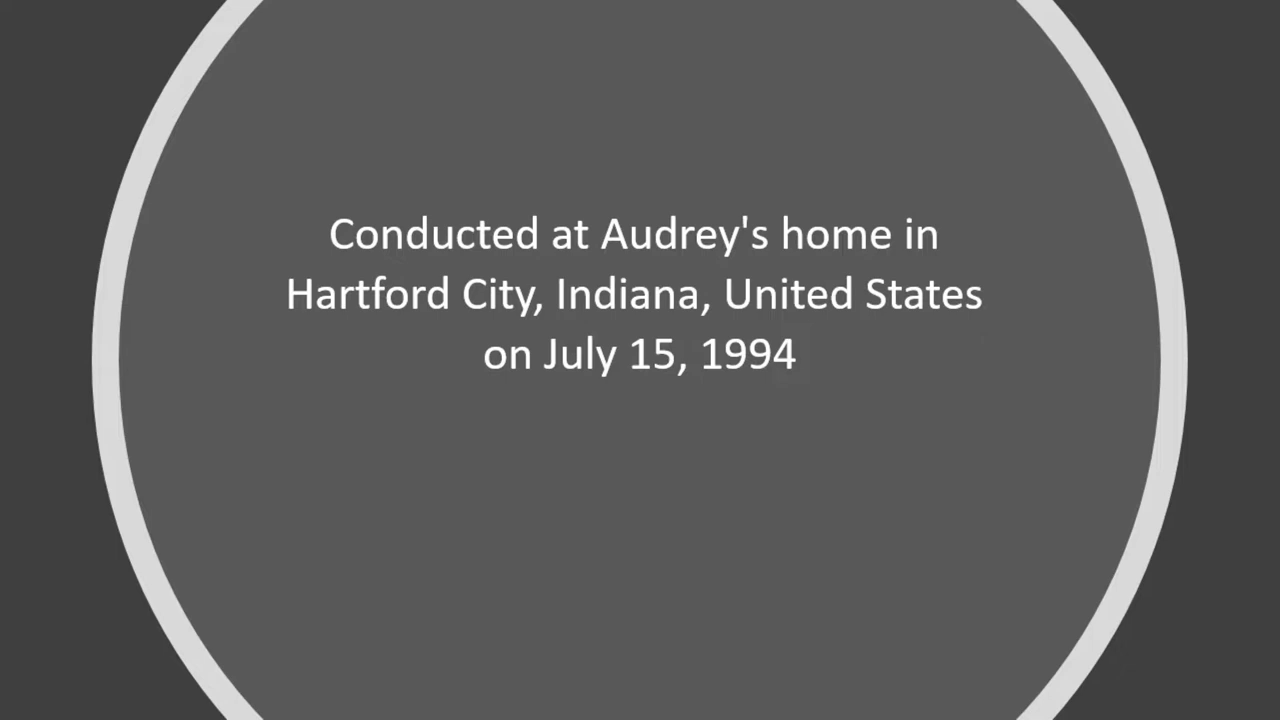 Conducted at Audrey's home in
Hartford City, Indiana, United States
on July 15, 1994